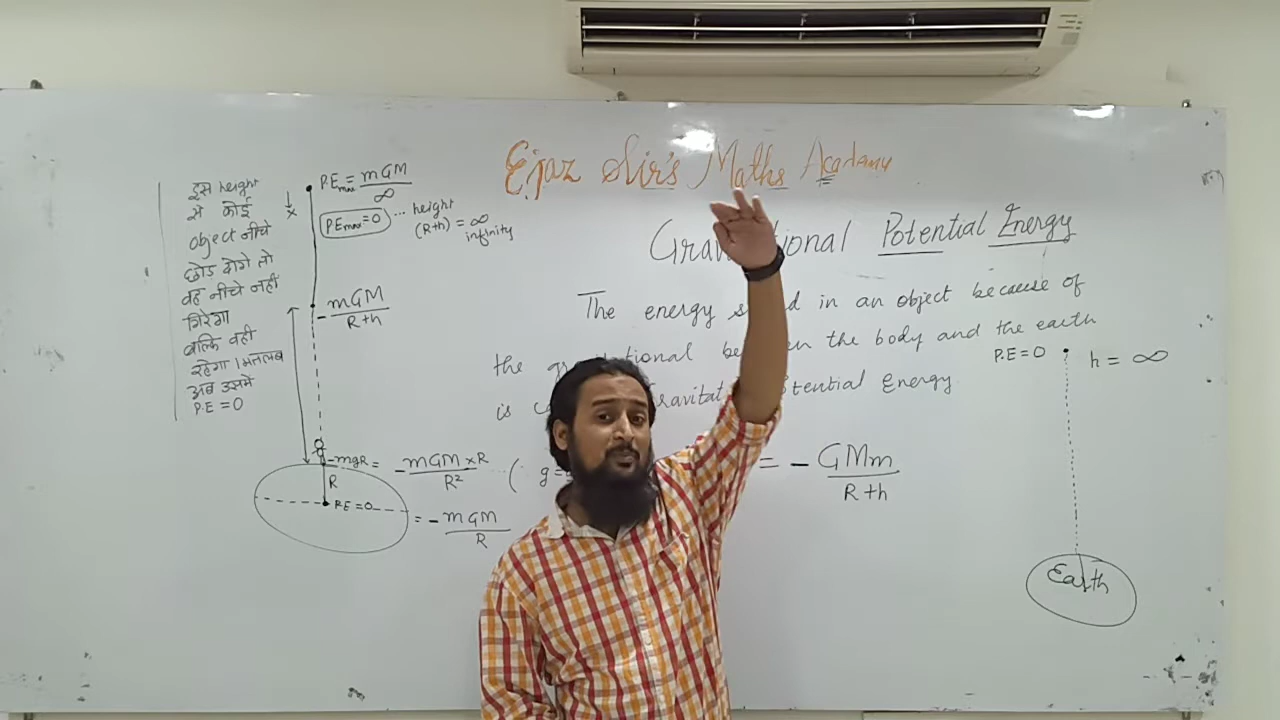 Ejaz Sir's Maths Academy
Gravitational Potential Energy
The energy stored in an object because of
the gravitational between the body and the earth
is gravitational potential Energy
= - GMm / R+h
इस height
से कोई
object नीचे
छोड़ दोगे तो
वह नीचे नहीं
गिरेगा
बल्कि वही
रहेगा । मतलब
अब उसमे
P.E = 0
P.E max = mGM / ∞
P.E max = 0 ... height
(R+h) = ∞
infinity
- mGM / R+h
- mgR = - mGM × R / R² ... ( g =
R
P.E = 0
= - mGM / R
P.E = 0
h = ∞
Earth